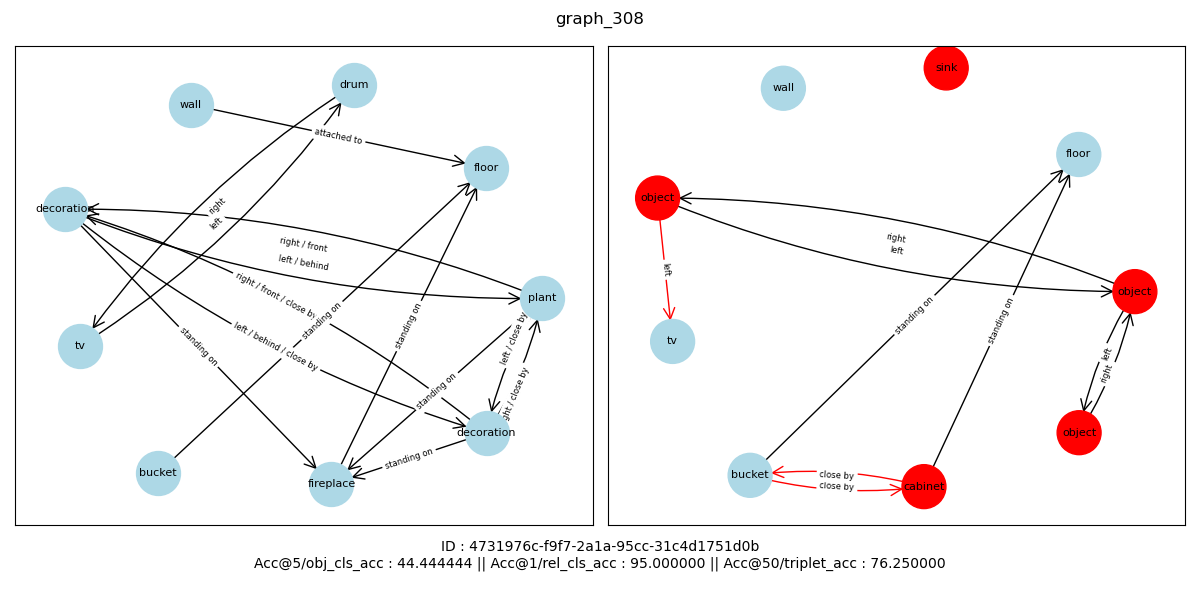 graph_308
drum
wall
attached to
floor
decoration
right
left
right / front
left / behind
plant
right / front / close by
standing on
standing on
left / close by
tv
standing on
left / behind / close by
right / close by
standing on
decoration
standing on
bucket
fireplace
sink
wall
floor
object
right
left
left
object
standing on
standing on
tv
left
right
object
bucket
close by
close by
cabinet
ID : 4731976c-f9f7-2a1a-95cc-31c4d1751d0b
Acc@5/obj_cls_acc : 44.444444 || Acc@1/rel_cls_acc : 95.000000 || Acc@50/triplet_acc : 76.250000